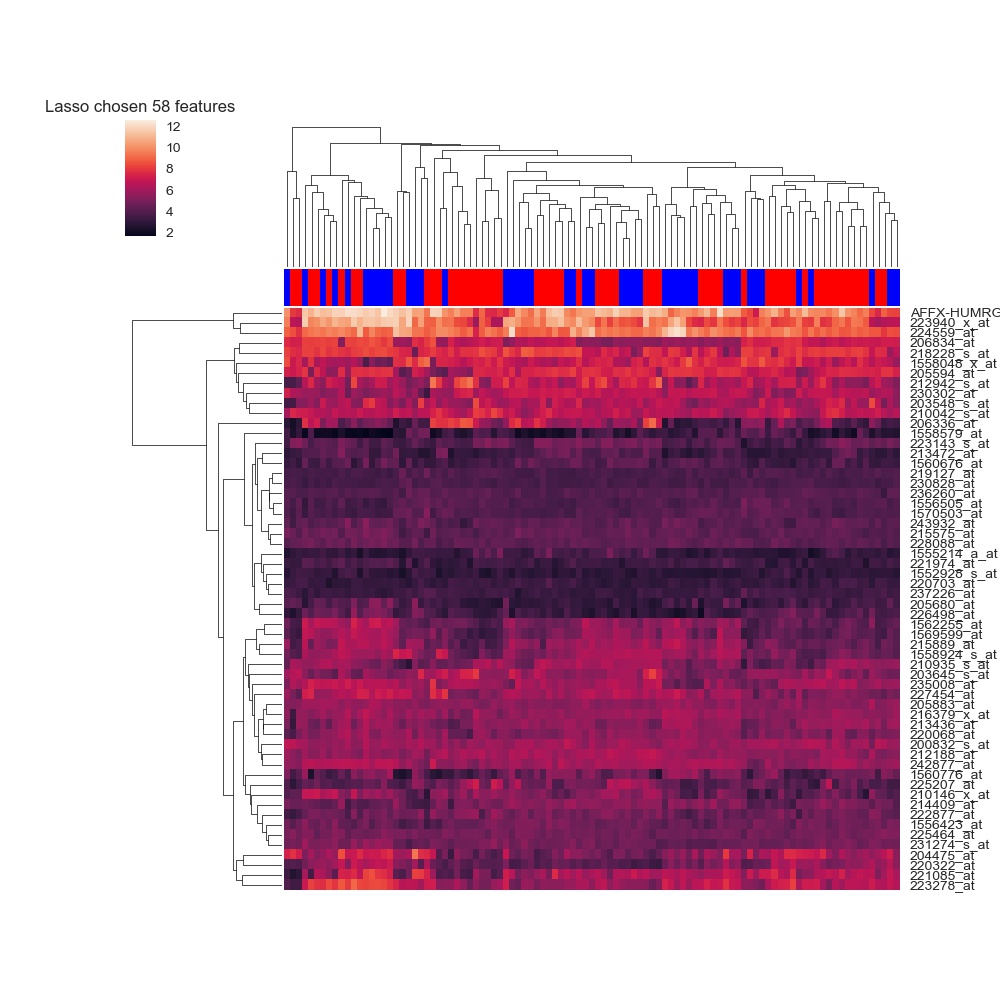 Lasso chosen 58 features
12
10
8
6
4
2
AFFX-HUMRG
223940_x_at
224559_at
206834_at
218228_s_at
1558048_x_at
205594_at
212942_s_at
230302_at
203548_s_at
210042_s_at
206336_at
1558579_at
223143_s_at
213472_at
1560676_at
219127_at
230828_at
236260_at
1556505_at
1570503_at
243932_at
215575_at
228088_at
1555214_a_at
221974_at
1552928_s_at
220703_at
237226_at
205680_at
226498_at
1562255_at
1569599_at
215889_at
1558924_s_at
210935_s_at
203645_s_at
235008_at
227454_at
205883_at
216379_x_at
213436_at
220068_at
200832_s_at
212188_at
242877_at
1560776_at
225207_at
210146_x_at
214409_at
222877_at
1556423_at
225464_at
231274_s_at
204475_at
220322_at
221085_at
223278_at